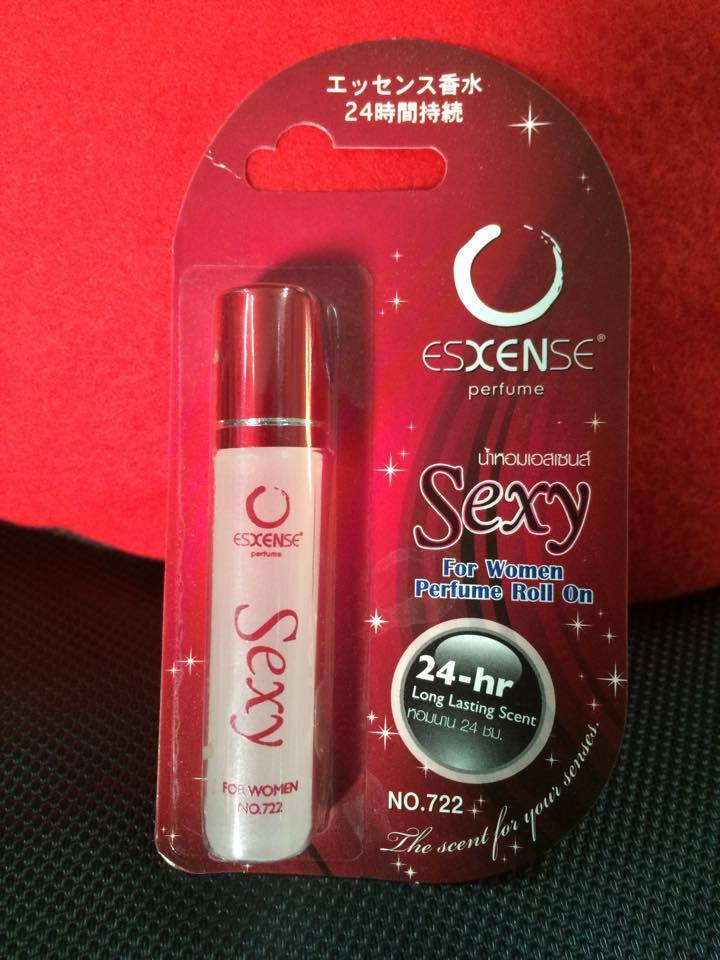 エッセンス香水
24時間持続
ESXENSE®
perfume
น้ำหอมเอสเซนส์
Sexy
For Women
Perfume Roll On
24-hr
Long Lasting Scent
หอมนาน 24 ชม.
NO.722
The scent for your senses.
ESXENSE®
perfume
Sexy
FOR WOMEN
NO.722